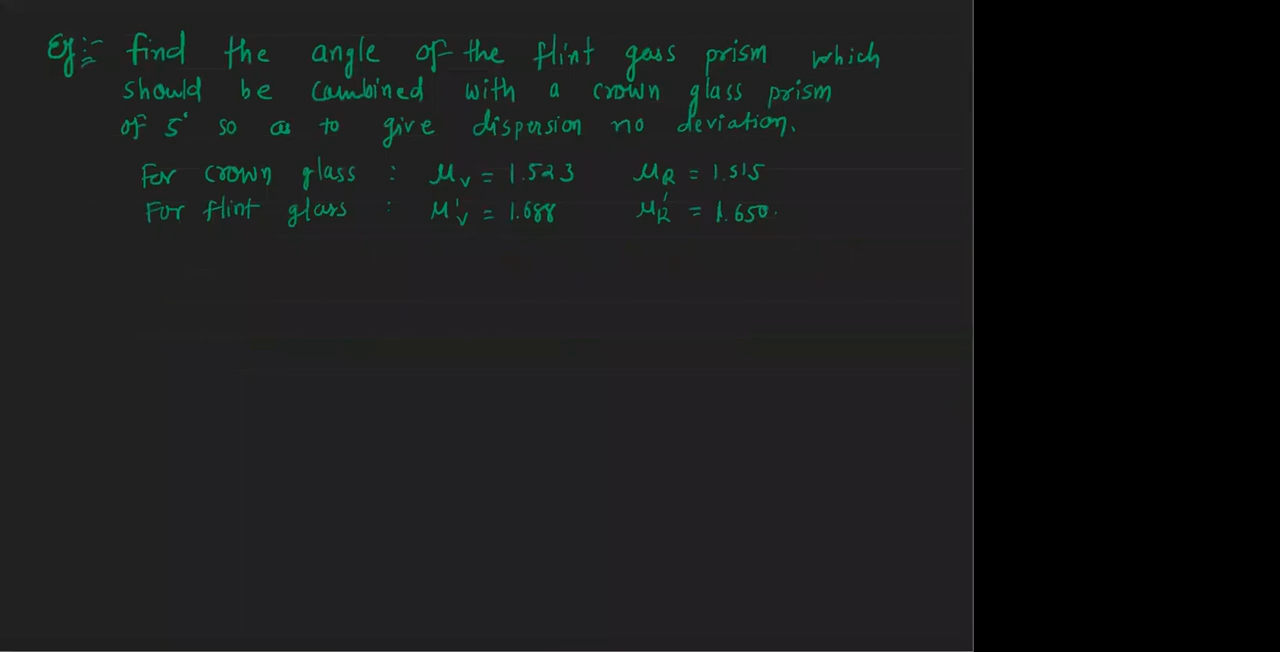 Eg:- find the angle of the flint gass prism which
should be combined with a crown glass prism
of 5° so as to give dispersion no deviation.
For crown glass : μv = 1.523 μR = 1.515
For flint glass : μ'v = 1.688 μ'R = 1.650.